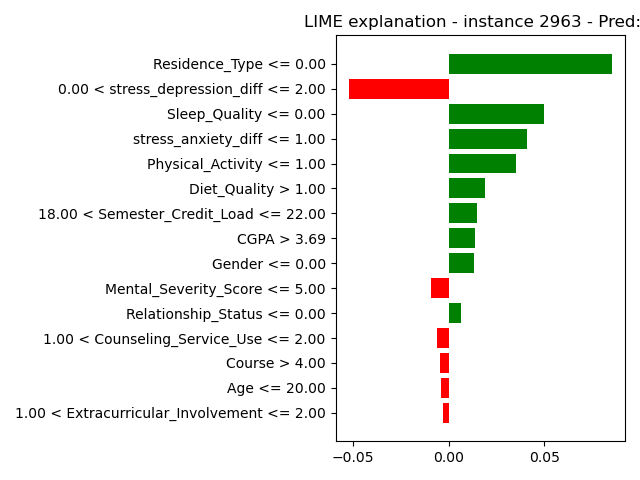 LIME explanation - instance 2963 - Pred:
Residence_Type <= 0.00
0.00 < stress_depression_diff <= 2.00
Sleep_Quality <= 0.00
stress_anxiety_diff <= 1.00
Physical_Activity <= 1.00
Diet_Quality > 1.00
18.00 < Semester_Credit_Load <= 22.00
CGPA > 3.69
Gender <= 0.00
Mental_Severity_Score <= 5.00
Relationship_Status <= 0.00
1.00 < Counseling_Service_Use <= 2.00
Course > 4.00
Age <= 20.00
1.00 < Extracurricular_Involvement <= 2.00
−0.05 0.00 0.05